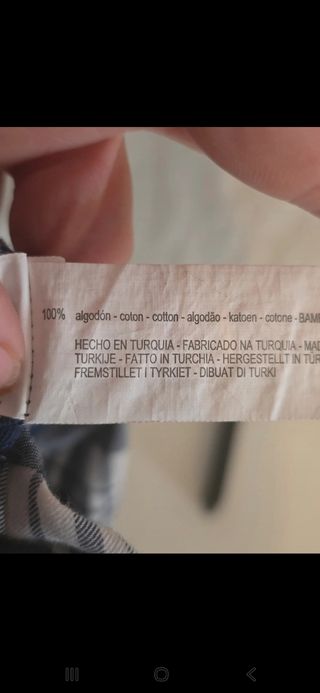 100% algodón - coton - cotton - algodão - katoen - cotone -
HECHO EN TURQUIA - FABRICADO NA TURQUIA -
TURKIJE - FATTO IN TURCHIA - HERGESTELLT IN
FREMSTILLET I TYRKIET - DIBUAT DI TURKI